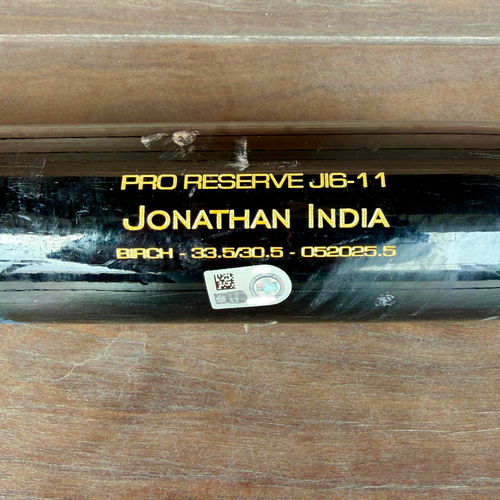 PRO RESERVE JI6-11
JONATHAN INDIA
BIRCH - 33.5/30.5 - 052025.5